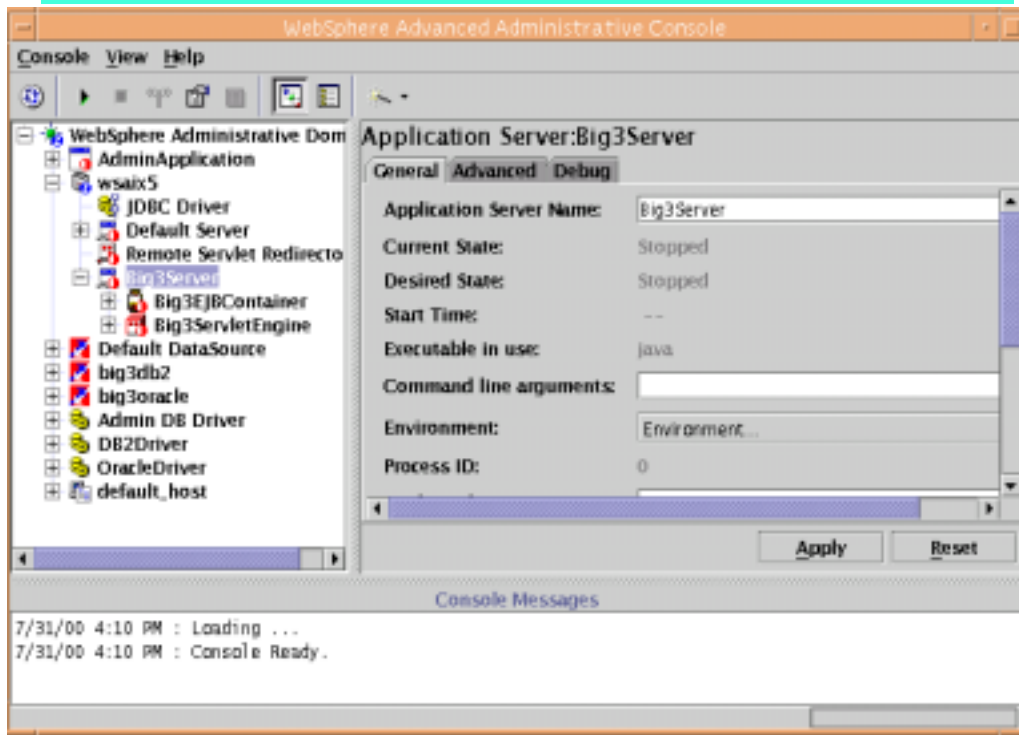 WebSphere Advanced Administrative Console
Console View Help
WebSphere Administrative Dom
AdminApplication
wsaix5
JDBC Driver
Default Server
Remote Servlet Redirecto
Big3Server
Big3EJBContainer
Big3ServletEngine
Default DataSource
big3db2
big3oracle
Admin DB Driver
DB2Driver
OracleDriver
default_host
Application Server:Big3Server
General Advanced Debug
Application Server Name: Big3Server
Current State: Stopped
Desired State: Stopped
Start Time: --
Executable in use: java
Command line arguments:
Environment: Environment...
Process ID: 0
Apply Reset
Console Messages
7/31/00 4:10 PM : Loading ...
7/31/00 4:10 PM : Console Ready.